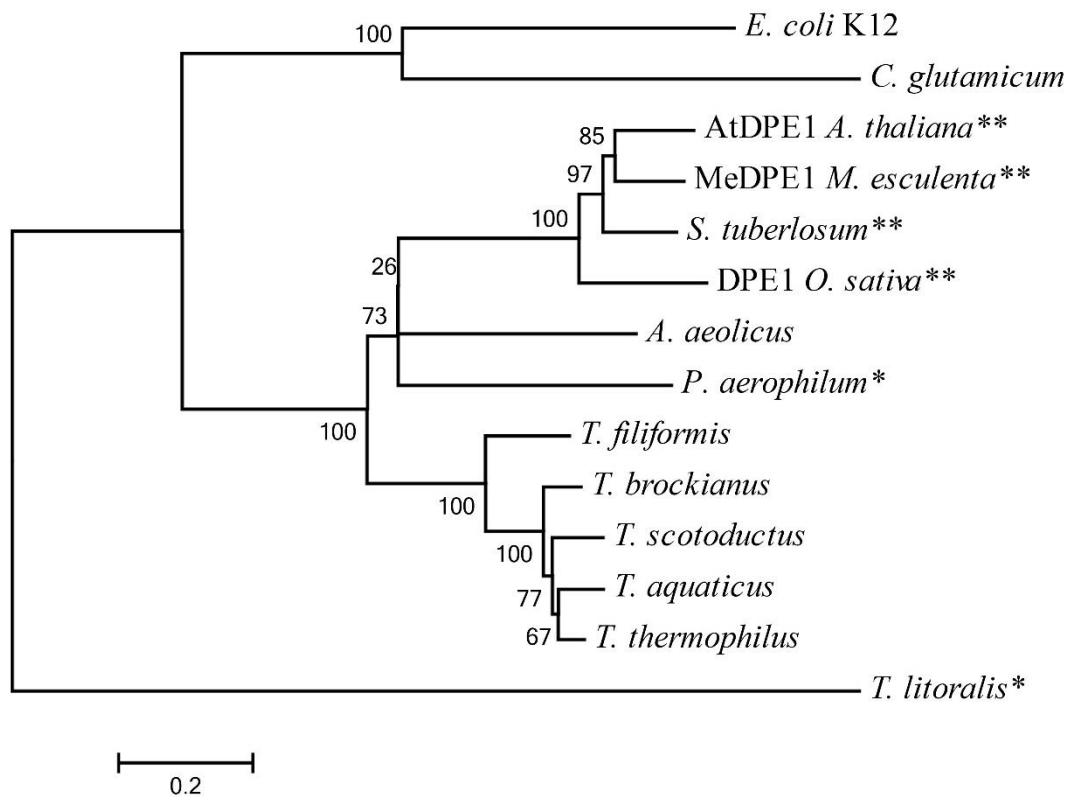 100
E. coli K12
C. glutamicum
85
AtDPE1 A. thaliana**
97
MeDPE1 M. esculenta**
100
S. tuberlosum**
26
DPE1 O. sativa**
73
A. aeolicus
P. aerophilum*
100
T. filiformis
T. brockianus
100
T. scotoductus
100
T. aquaticus
77
67
T. thermophilus
T. litoralis*
0.2